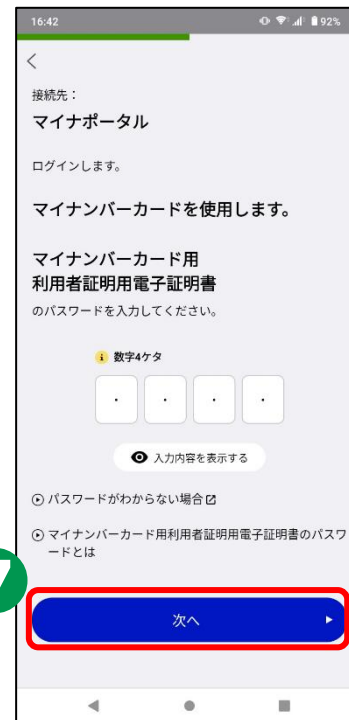 16:42
92%
接続先：
マイナポータル
ログインします。
マイナンバーカードを使用します。
マイナンバーカード用
利用者証明用電子証明書
のパスワードを入力してください。
数字4ケタ
入力内容を表示する
パスワードがわからない場合
マイナンバーカード用利用者証明用電子証明書のパスワ
ードとは
次へ